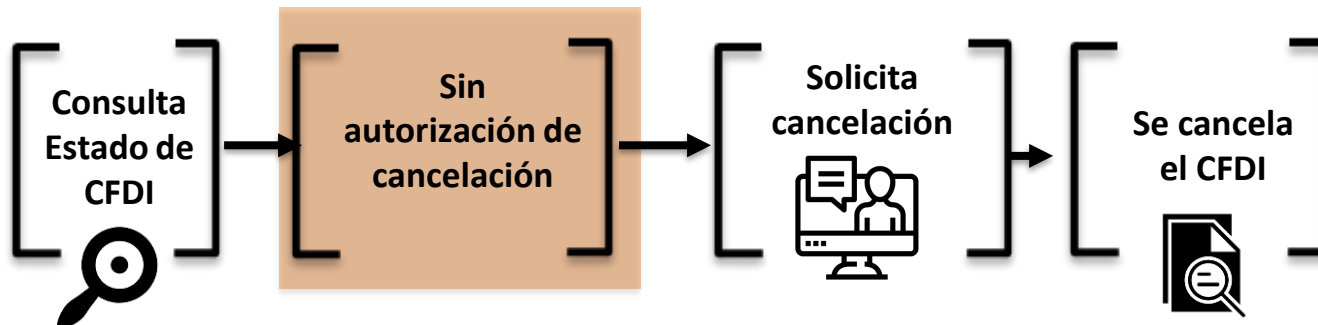 Consulta
Estado de
CFDI
Sin
autorización de
cancelación
Solicita
cancelación
Se cancela
el CFDI